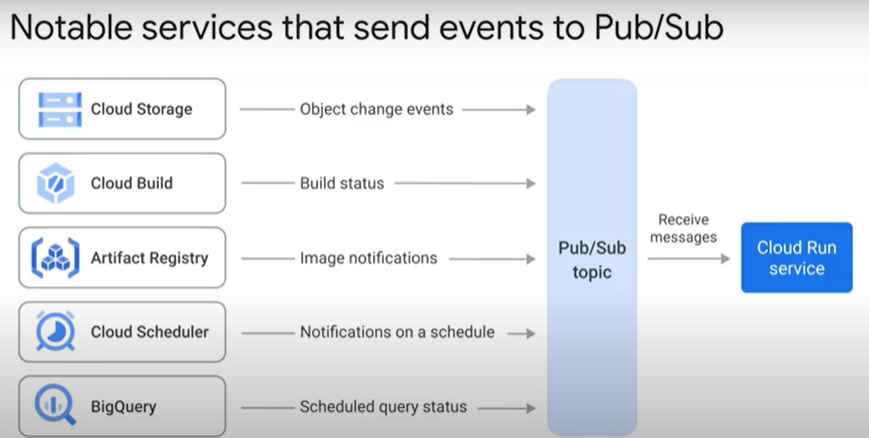 Notable services that send events to Pub/Sub
Cloud Storage
Object change events
Cloud Build
Build status
Artifact Registry
Image notifications
Cloud Scheduler
Notifications on a schedule
BigQuery
Scheduled query status
Pub/Sub
topic
Receive
messages
Cloud Run
service